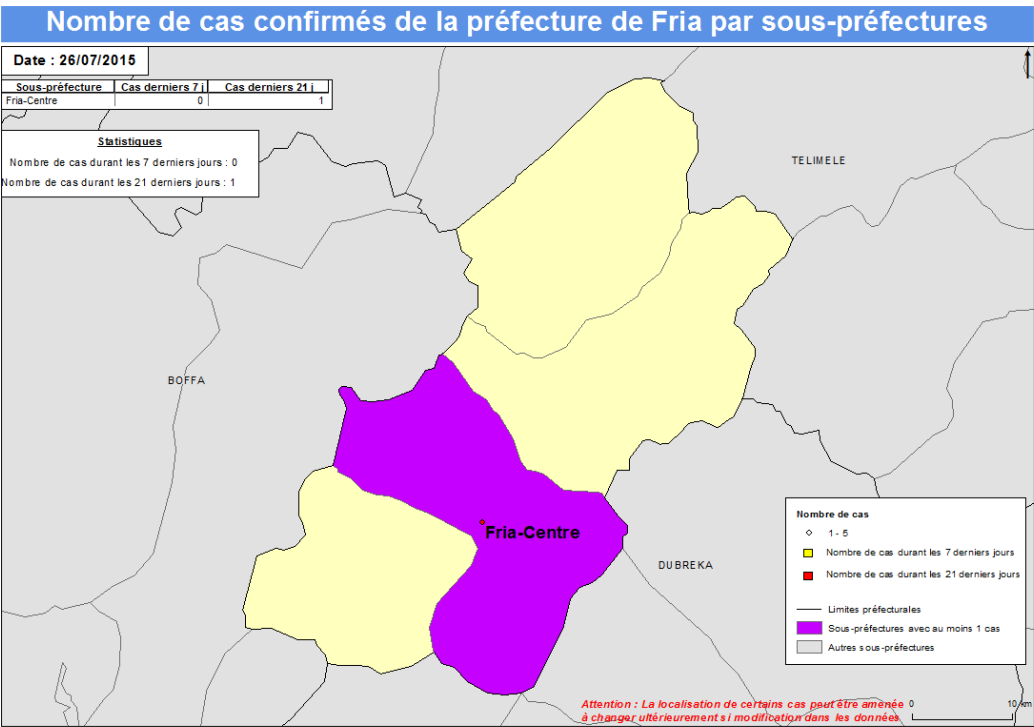 Nombre de cas confirmés de la préfecture de Fria par sous-préfectures
Date : 26/07/2015
Sous-préfecture Cas derniers 7 j Cas derniers 21 j
Fria-Centre 0 1
Statistiques
Nombre de cas durant les 7 derniers jours : 0
Nombre de cas durant les 21 derniers jours : 1
TELIMELE
BOFFA
Fria-Centre
DUBREKA
Nombre de cas
1 - 5
Nombre de cas durant les 7 derniers jours
Nombre de cas durant les 21 derniers jours
Limites préfecturales
Sous-préfectures avec au moins 1 cas
Autres sous-préfectures
Attention : La localisation de certains cas peut être amenée
à changer ultérieurement si modification dans les données
0 10 km